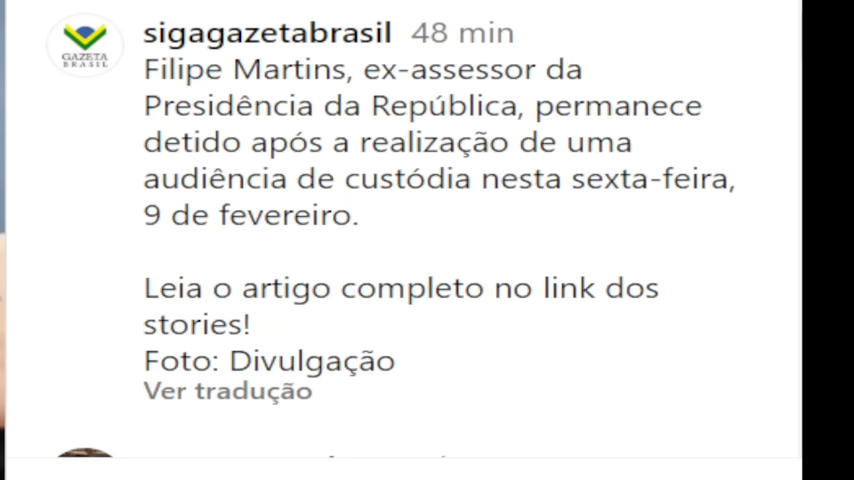 sigagazetabrasil 48 min
GAZETA
BRASIL
Filipe Martins, ex-assessor da
Presidência da República, permanece
detido após a realização de uma
audiência de custódia nesta sexta-feira,
9 de fevereiro.
Leia o artigo completo no link dos
stories!
Foto: Divulgação
Ver tradução